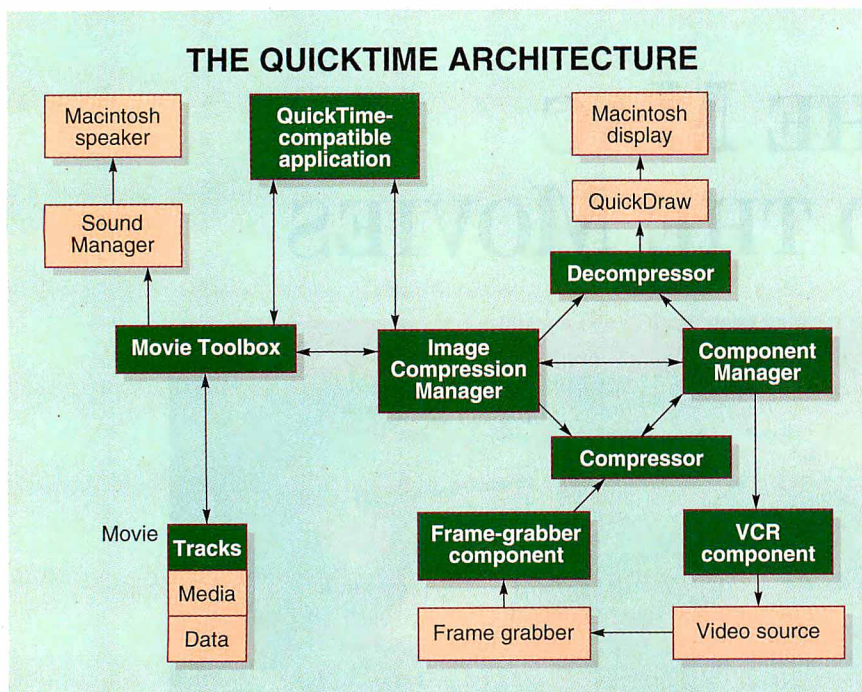 THE QUICKTIME ARCHITECTURE
Macintosh
speaker
QuickTime-
compatible
application
Macintosh
display
Sound
Manager
QuickDraw
Decompressor
Movie Toolbox
Image
Compression
Manager
Component
Manager
Compressor
Movie
Tracks
Media
Data
Frame-grabber
component
VCR
component
Frame grabber
Video source